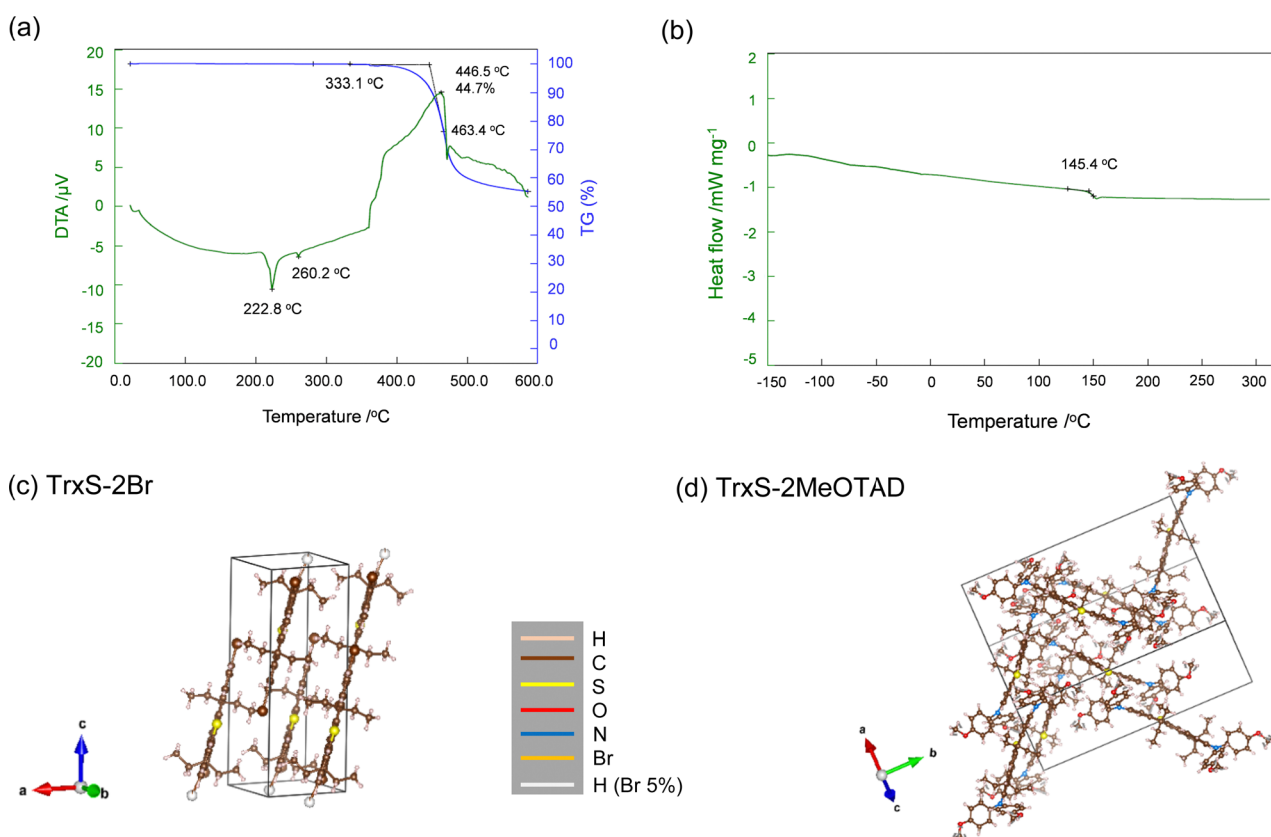 (a)
20
15
10
5
0
-5
-10
-15
-20
DTA /µV
333.1 ºC
446.5 ºC
44.7%
463.4 ºC
260.2 ºC
222.8 ºC
100
90
80
70
60
50
40
30
20
10
0
TG (%)
0.0 100.0 200.0 300.0 400.0 500.0 600.0
Temperature /ºC
(b)
2
1
0
-1
-2
-3
-4
-5
Heat flow /mW mg-1
145.4 ºC
-150 -100 -50 0 50 100 150 200 250 300
Temperature /ºC
(c) TrxS-2Br
c
a
b
H
C
S
O
N
Br
H (Br 5%)
(d) TrxS-2MeOTAD
a
b
c